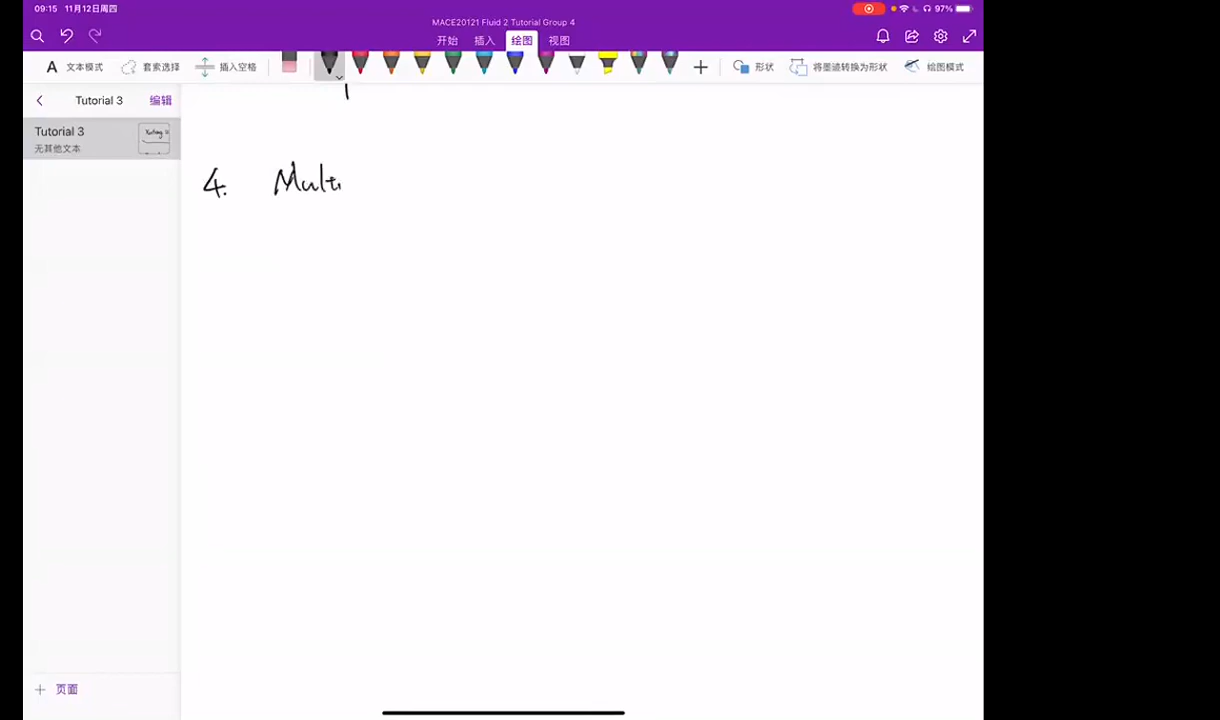 09:15 11月12日周四
97%
MACE20121 Fluid 2 Tutorial Group 4
开始 插入 绘图 视图
A 文本模式 套索选择 插入空格 形状 将墨迹转换为形状 绘图模式
Tutorial 3 编辑
Tutorial 3
无其他文本
4. Multi
页面